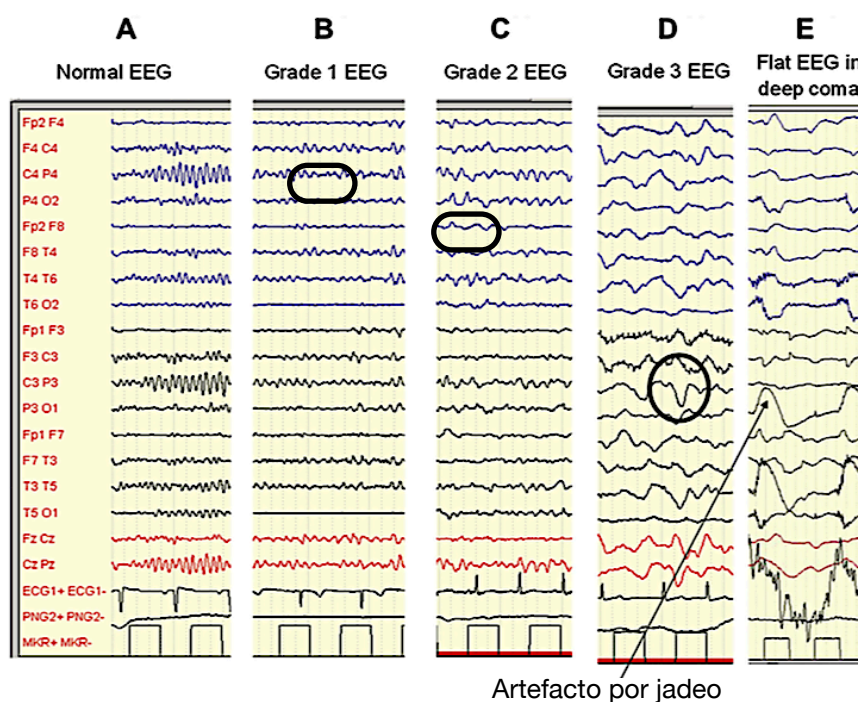 A B C D E
Normal EEG Grade 1 EEG Grade 2 EEG Grade 3 EEG Flat EEG in
deep coma
Fp2 F4
F4 C4
C4 P4
P4 O2
Fp2 F8
F8 T4
T4 T6
T6 O2
Fp1 F3
F3 C3
C3 P3
P3 O1
Fp1 F7
F7 T3
T3 T5
T5 O1
Fz Cz
Cz Pz
ECG1+ ECG1-
PNG2+ PNG2-
MKR+ MKR-
Artefacto por jadeo